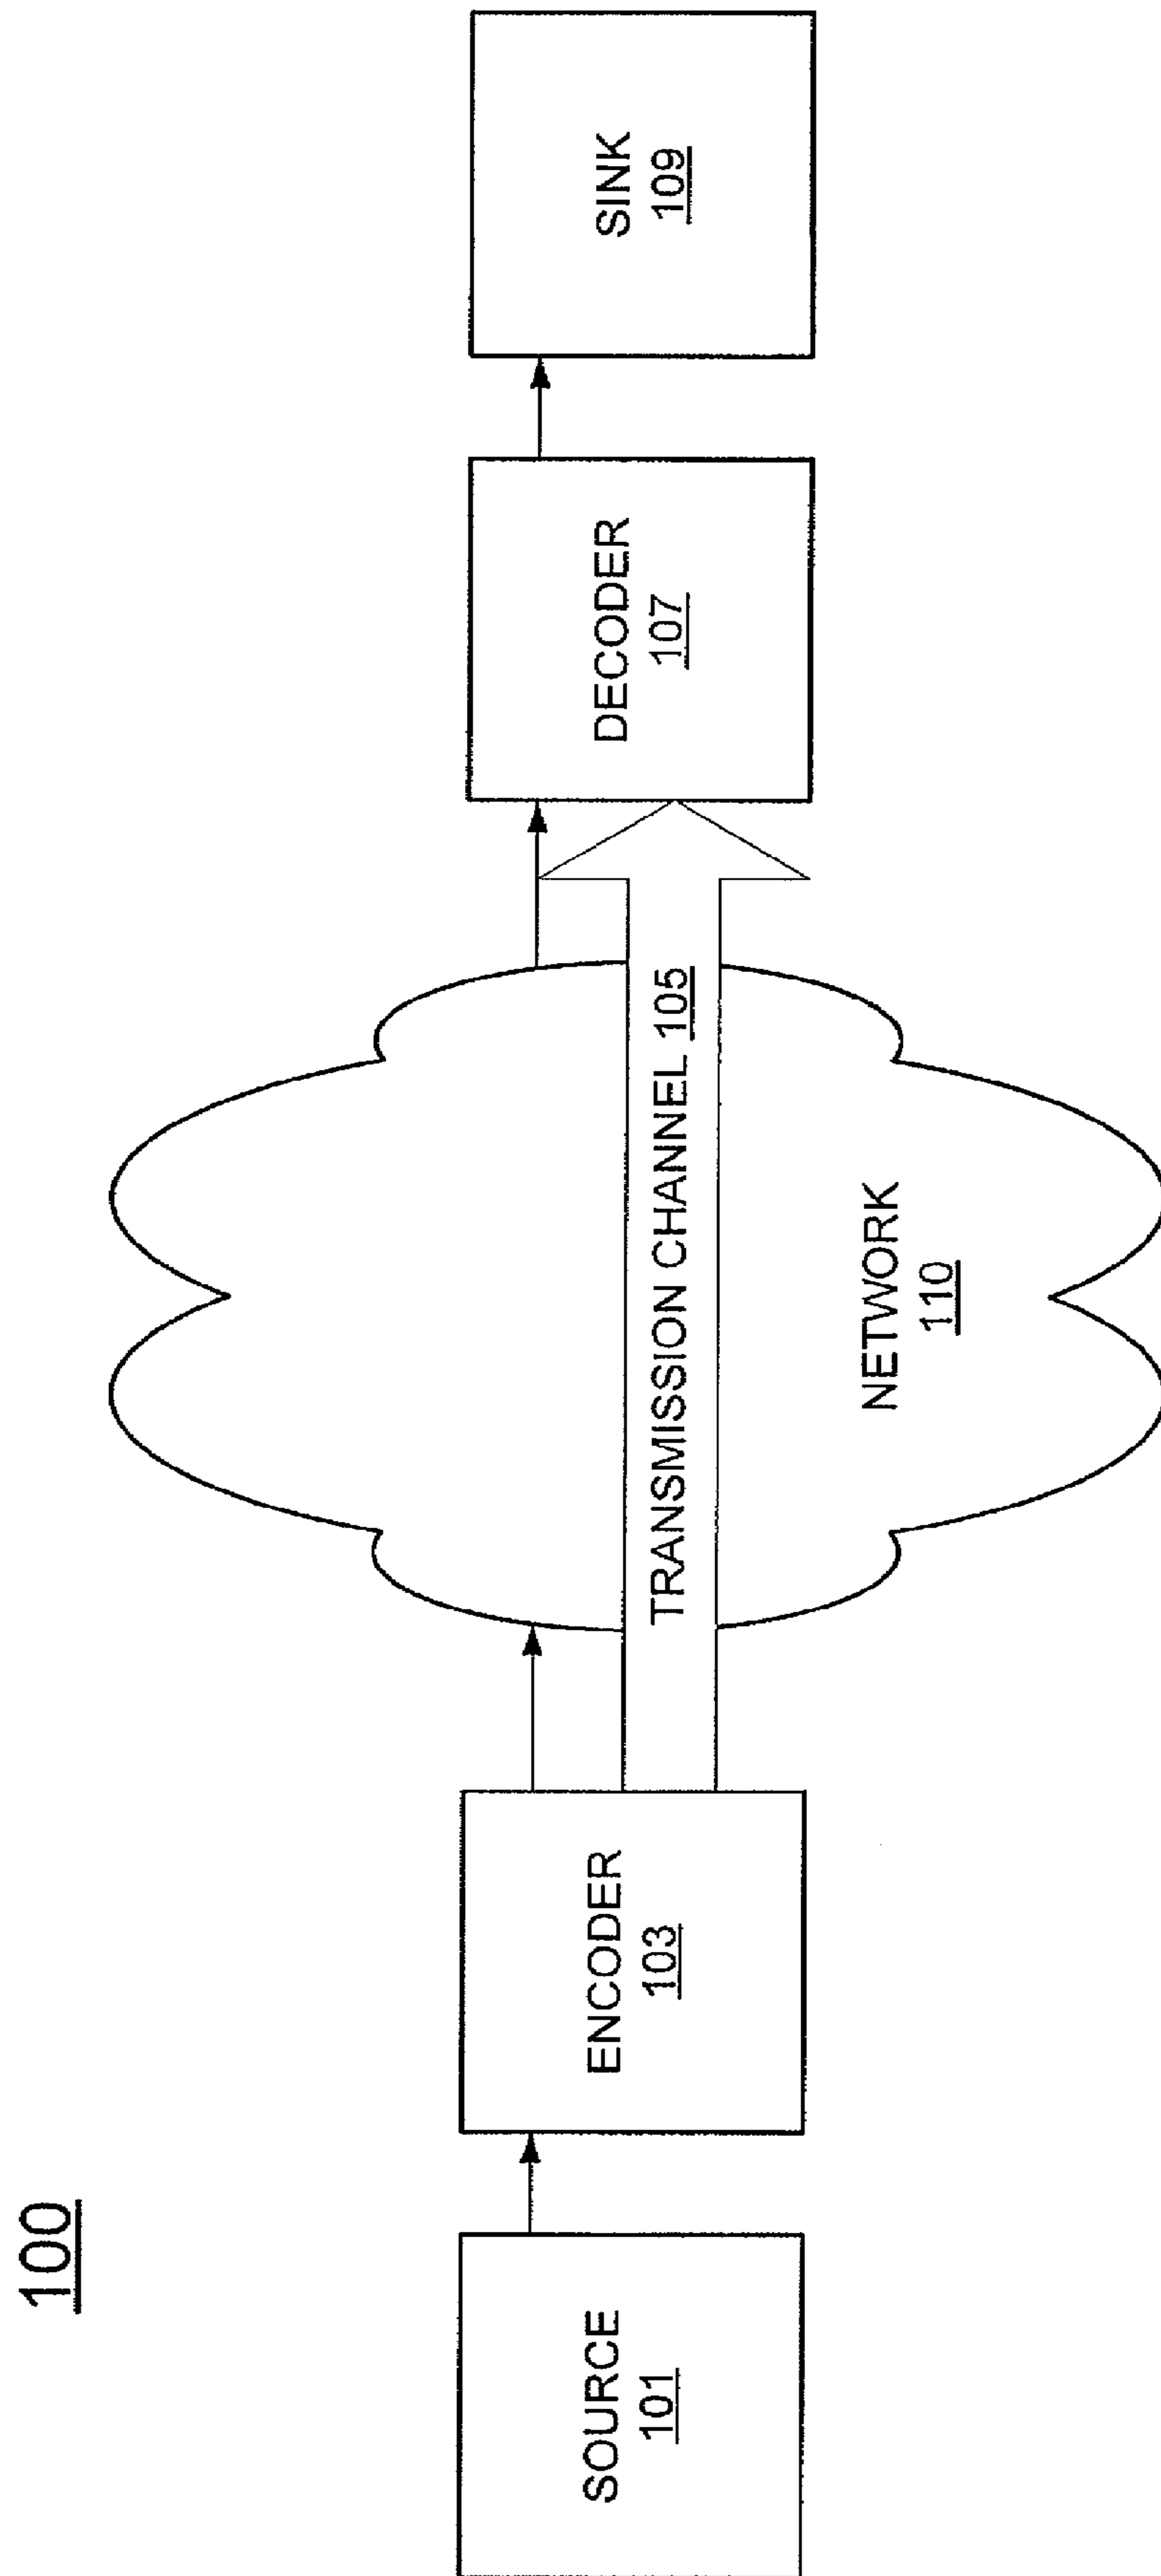 100
SOURCE
101
ENCODER
103
TRANSMISSION CHANNEL 105
NETWORK
110
DECODER
107
SINK
109